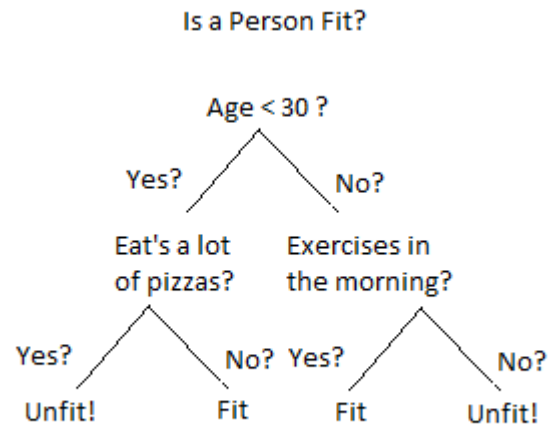 Is a Person Fit?
Age < 30 ?
Yes?
No?
Eat's a lot
of pizzas?
Exercises in
the morning?
Yes?
No?
Yes?
No?
Unfit!
Fit
Fit
Unfit!